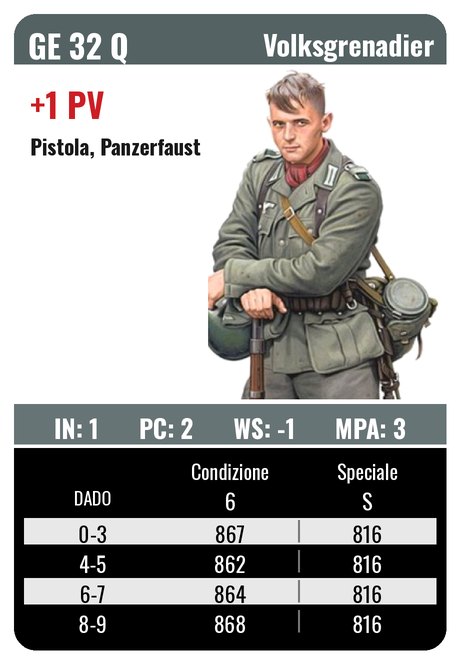 GE 32 Q Volksgrenadier
+1 PV
Pistola, Panzerfaust
IN: 1 PC: 2 WS: -1 MPA: 3
Condizione Speciale
DADO 6 S
0-3 867 816
4-5 862 816
6-7 864 816
8-9 868 816